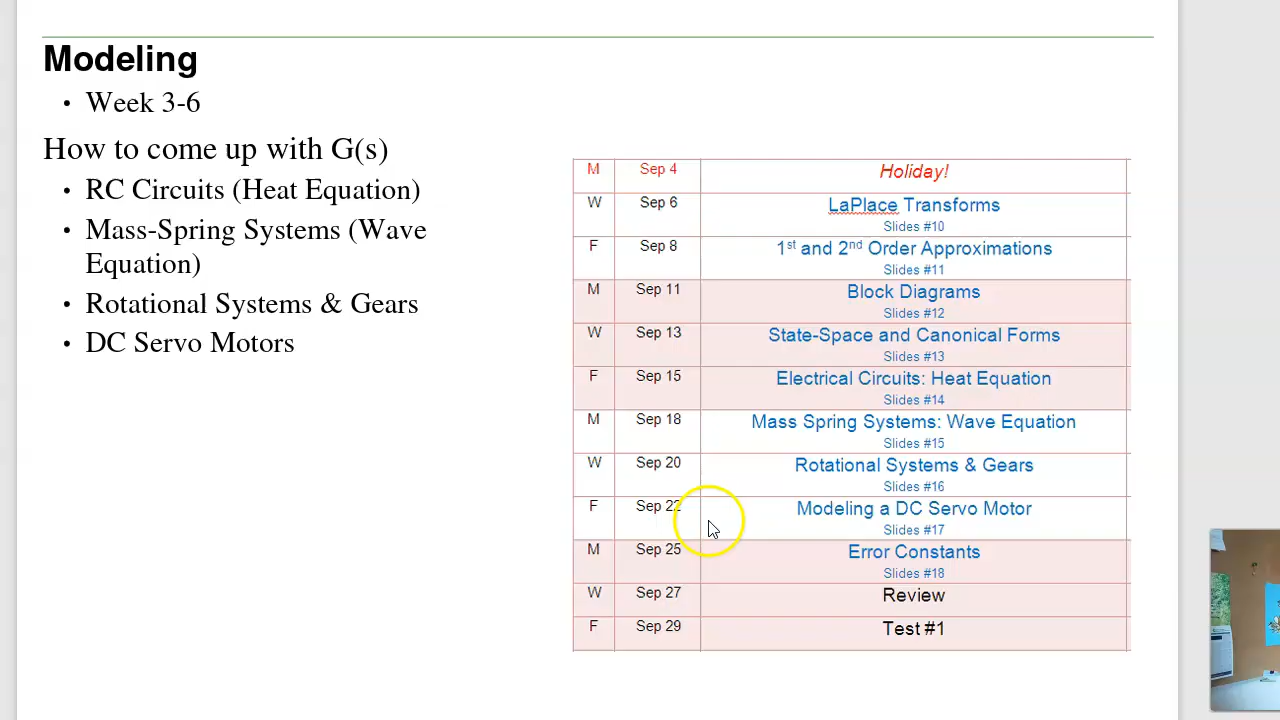 Modeling
• Week 3-6
How to come up with G(s)
• RC Circuits (Heat Equation)
• Mass-Spring Systems (Wave
Equation)
• Rotational Systems & Gears
• DC Servo Motors
M Sep 4 Holiday!
W Sep 6 LaPlace Transforms
Slides #10
F Sep 8 1st and 2nd Order Approximations
Slides #11
M Sep 11 Block Diagrams
Slides #12
W Sep 13 State-Space and Canonical Forms
Slides #13
F Sep 15 Electrical Circuits: Heat Equation
Slides #14
M Sep 18 Mass Spring Systems: Wave Equation
Slides #15
W Sep 20 Rotational Systems & Gears
Slides #16
F Sep 22 Modeling a DC Servo Motor
Slides #17
M Sep 25 Error Constants
Slides #18
W Sep 27 Review
F Sep 29 Test #1